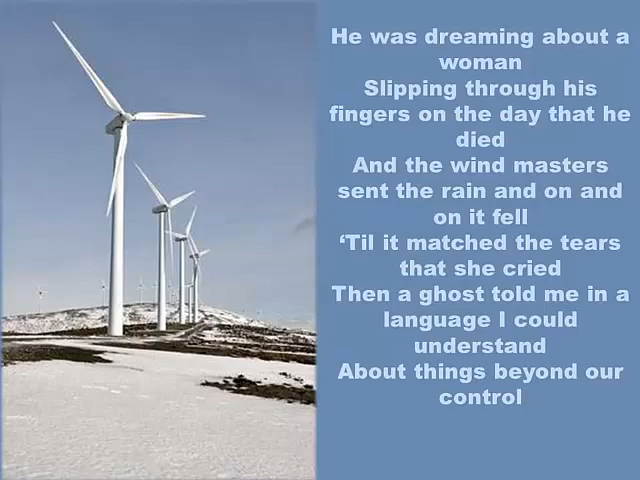 He was dreaming about a
woman
Slipping through his
fingers on the day that he
died
And the wind masters
sent the rain and on and
on it fell
‘Til it matched the tears
that she cried
Then a ghost told me in a
language I could
understand
About things beyond our
control